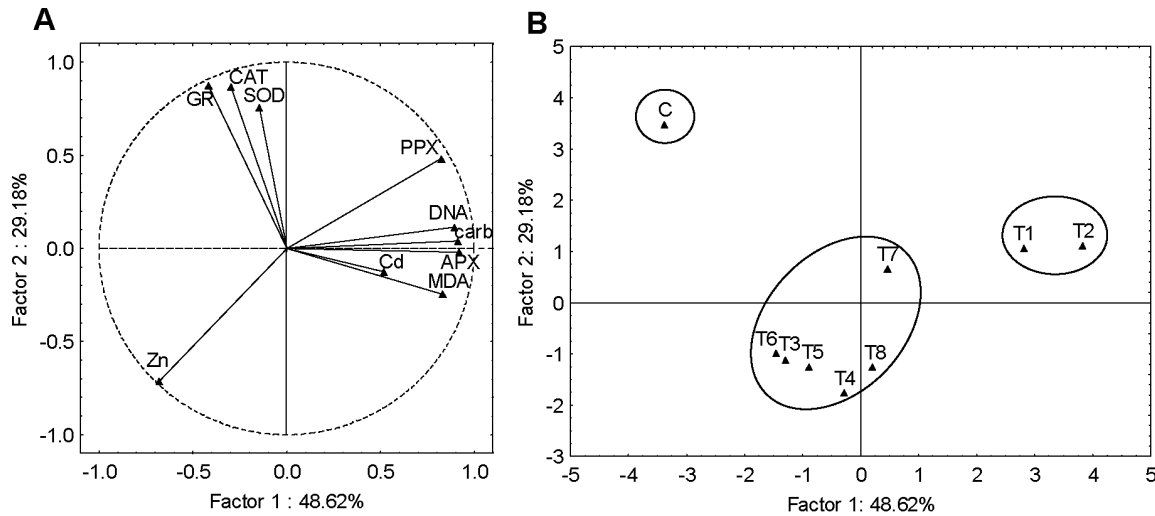 A
1.0
0.5
0.0
-0.5
-1.0
-1.0
-0.5
0.0
0.5
1.0
Factor 2 : 29.18%
Factor 1 : 48.62%
GR
CAT
SOD
PPX
DNA
carb
APX
Cd
MDA
Zn
B
5
4
3
2
1
0
-1
-2
-3
-5
-4
-3
-2
-1
0
1
2
3
4
5
Factor 2: 29.18%
Factor 1: 48.62%
C
T1
T2
T7
T6
T3
T5
T4
T8